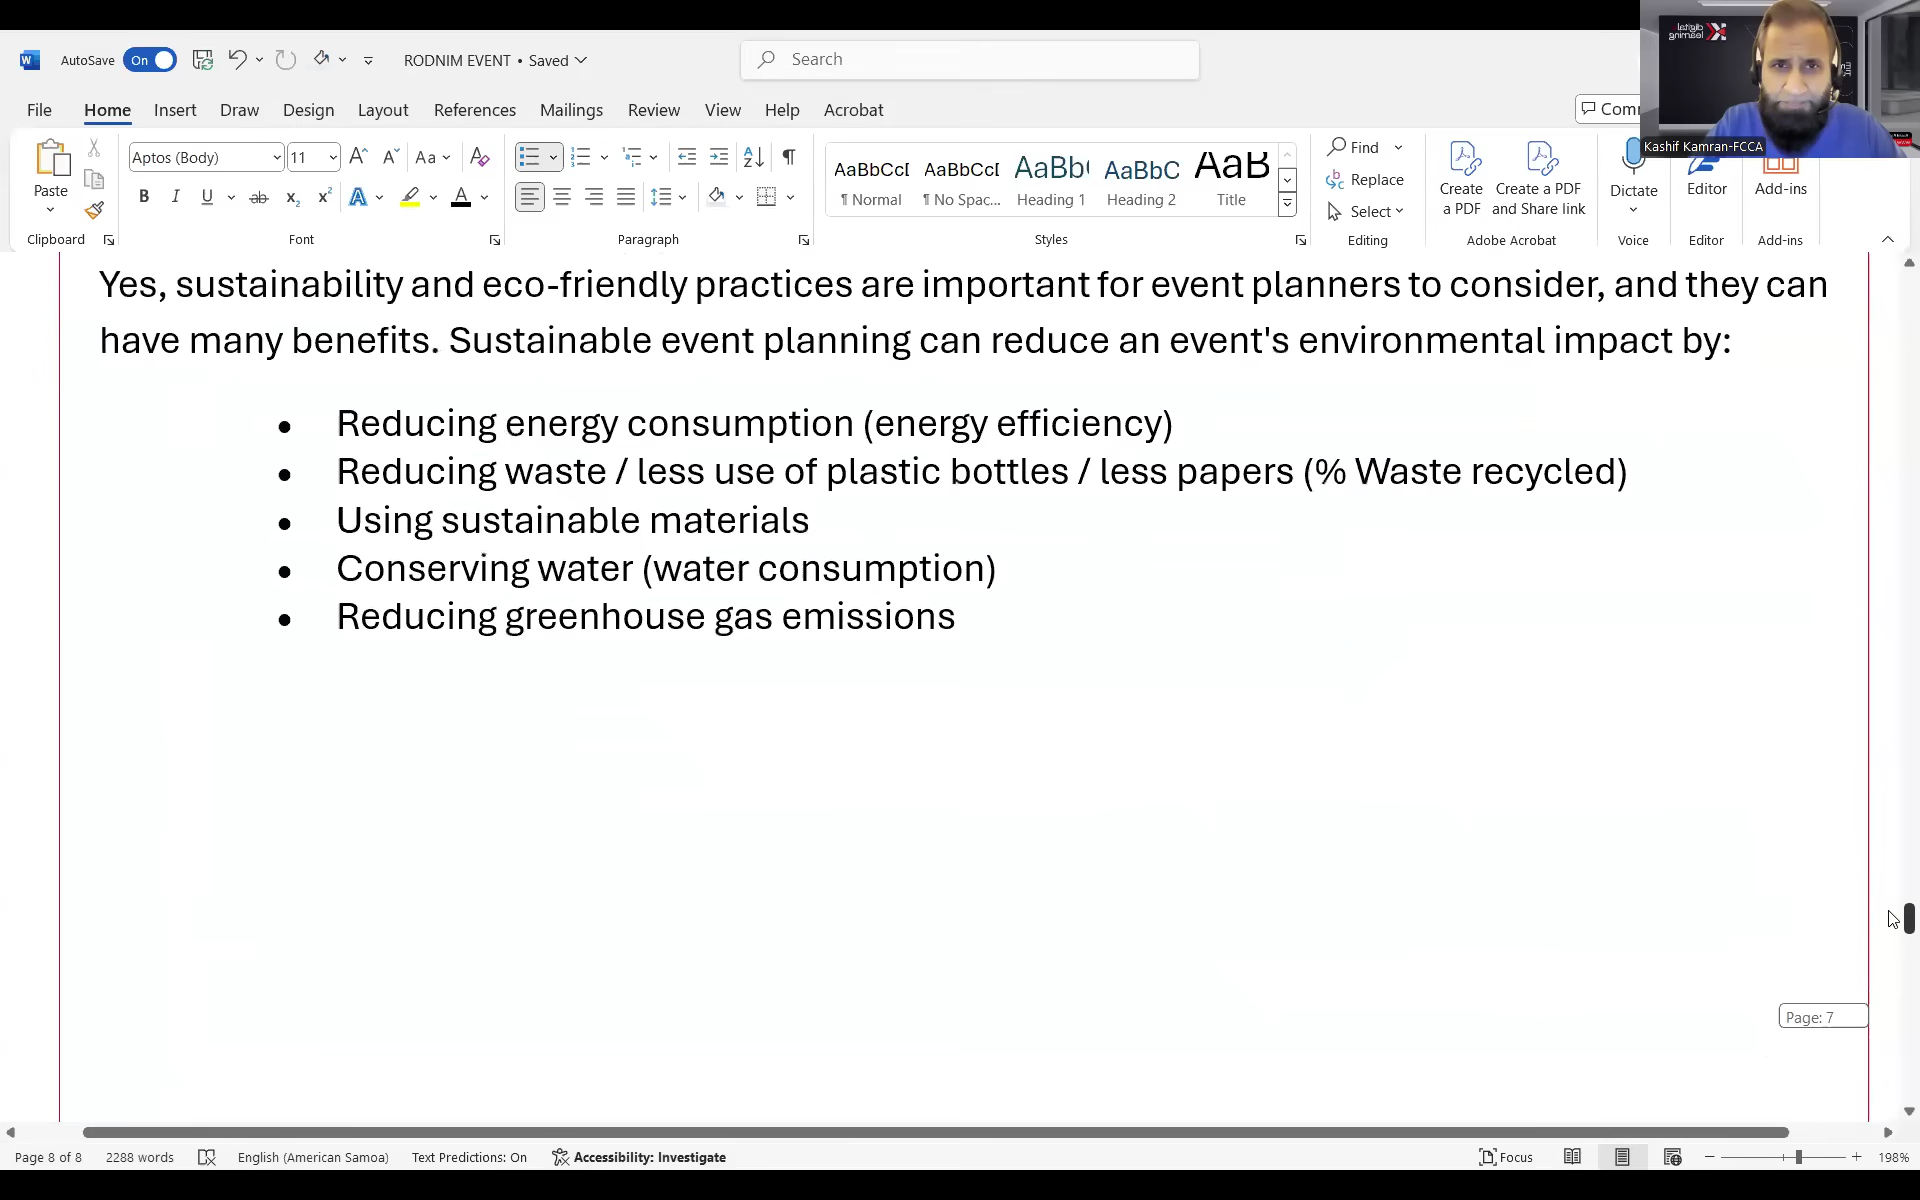 AutoSave On RODNIM EVENT • Saved Search
File Home Insert Draw Design Layout References Mailings Review View Help Acrobat
Kashif Kamran-FCCA
Paste
Aptos (Body) 11 Aa
B I U ab x2 x2 A A
AaBbCcD AaBbCcD AaBb AaBbC AaB
¶ Normal ¶ No Spac... Heading 1 Heading 2 Title
Find
Replace
Select
Create a PDF
Create a PDF and Share link
Dictate
Editor
Add-ins
Clipboard Font Paragraph Styles Editing Adobe Acrobat Voice Editor Add-ins
Yes, sustainability and eco-friendly practices are important for event planners to consider, and they can
have many benefits. Sustainable event planning can reduce an event's environmental impact by:
• Reducing energy consumption (energy efficiency)
• Reducing waste / less use of plastic bottles / less papers (% Waste recycled)
• Using sustainable materials
• Conserving water (water consumption)
• Reducing greenhouse gas emissions
Page: 7
Page 8 of 8 2288 words English (American Samoa) Text Predictions: On Accessibility: Investigate Focus 198%